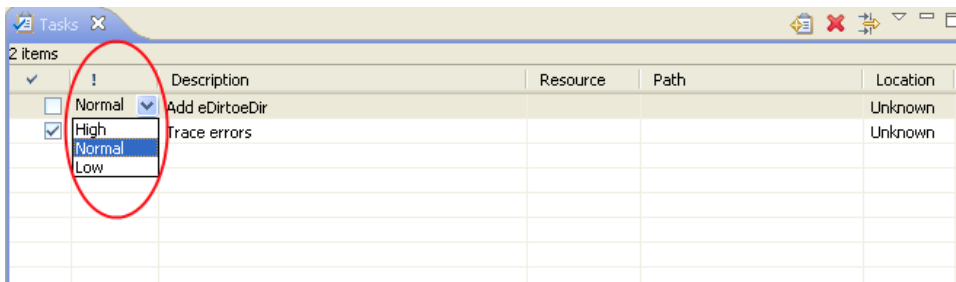 Tasks
2 items
! Description Resource Path Location
Normal Add eDirtoeDir Unknown
High Trace errors Unknown
Normal
Low